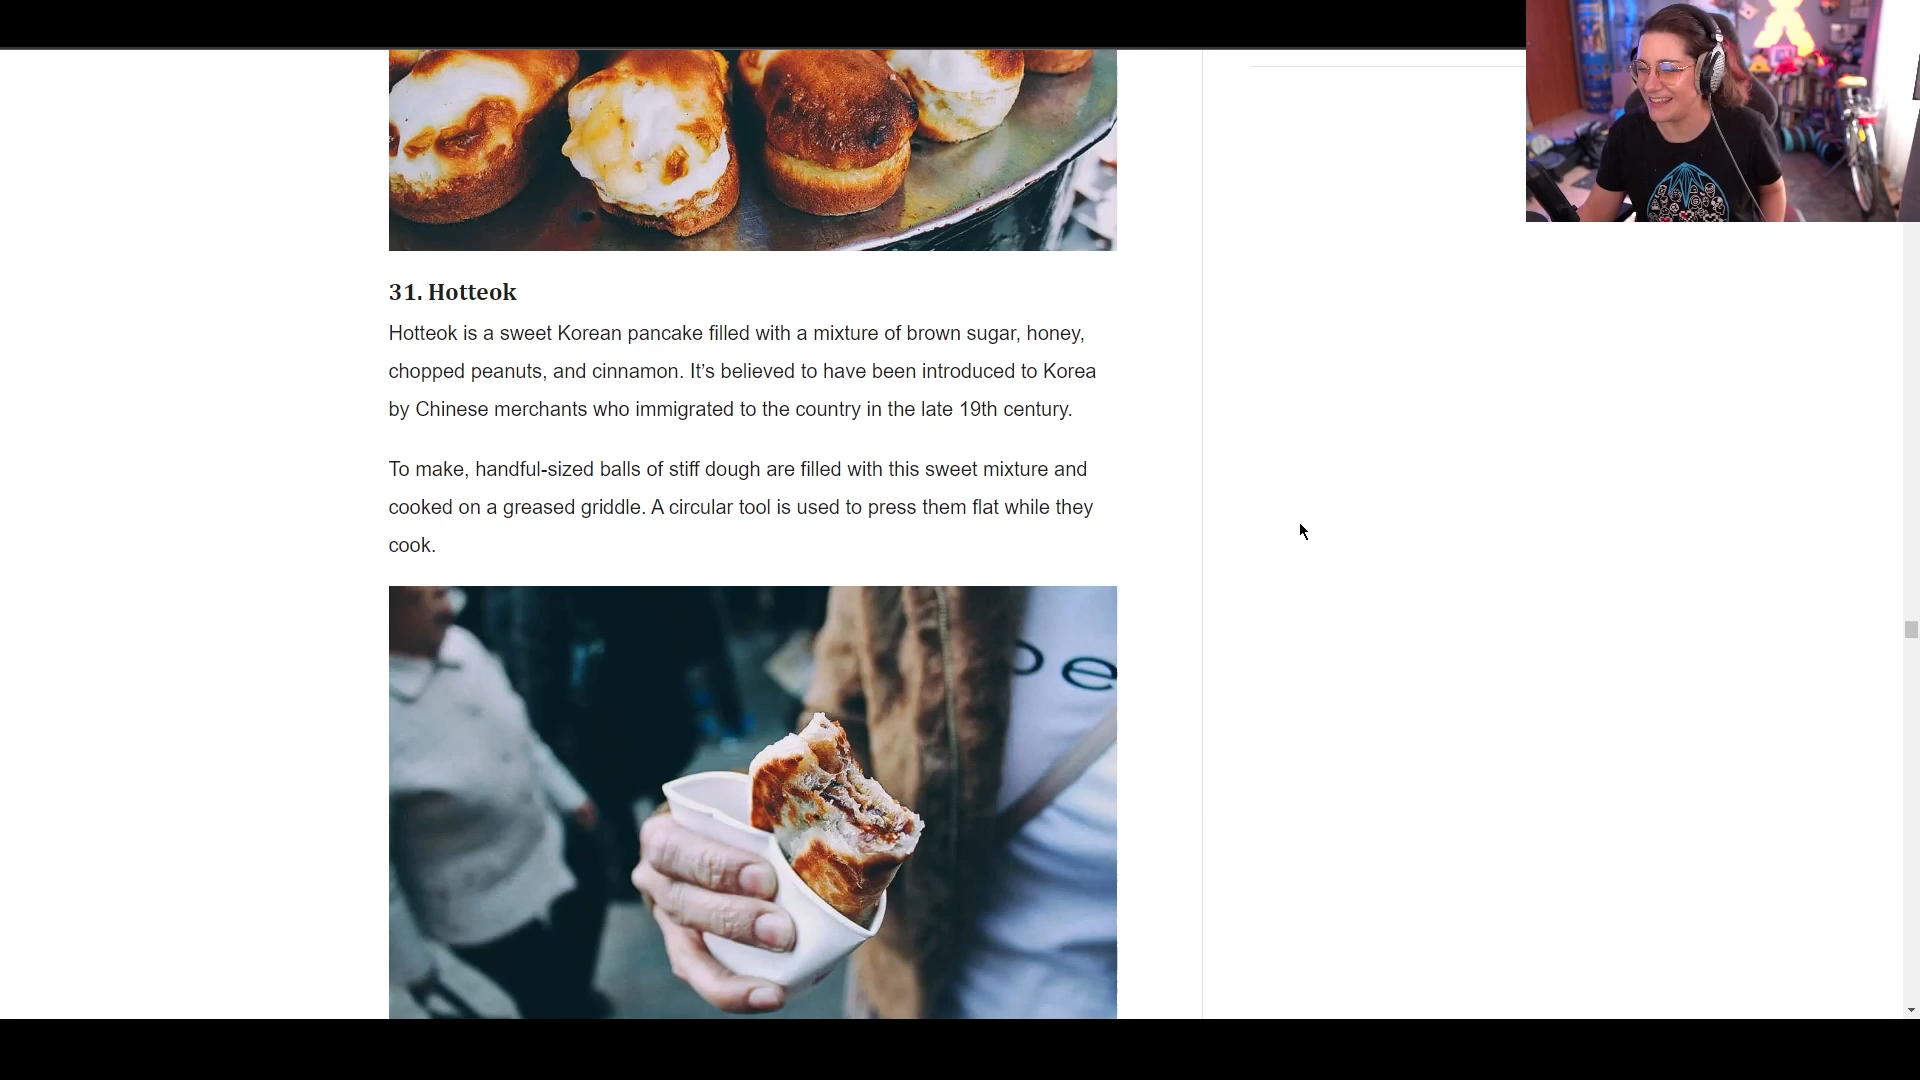 31. Hotteok
Hotteok is a sweet Korean pancake filled with a mixture of brown sugar, honey,
chopped peanuts, and cinnamon. It’s believed to have been introduced to Korea
by Chinese merchants who immigrated to the country in the late 19th century.
To make, handful-sized balls of stiff dough are filled with this sweet mixture and
cooked on a greased griddle. A circular tool is used to press them flat while they
cook.